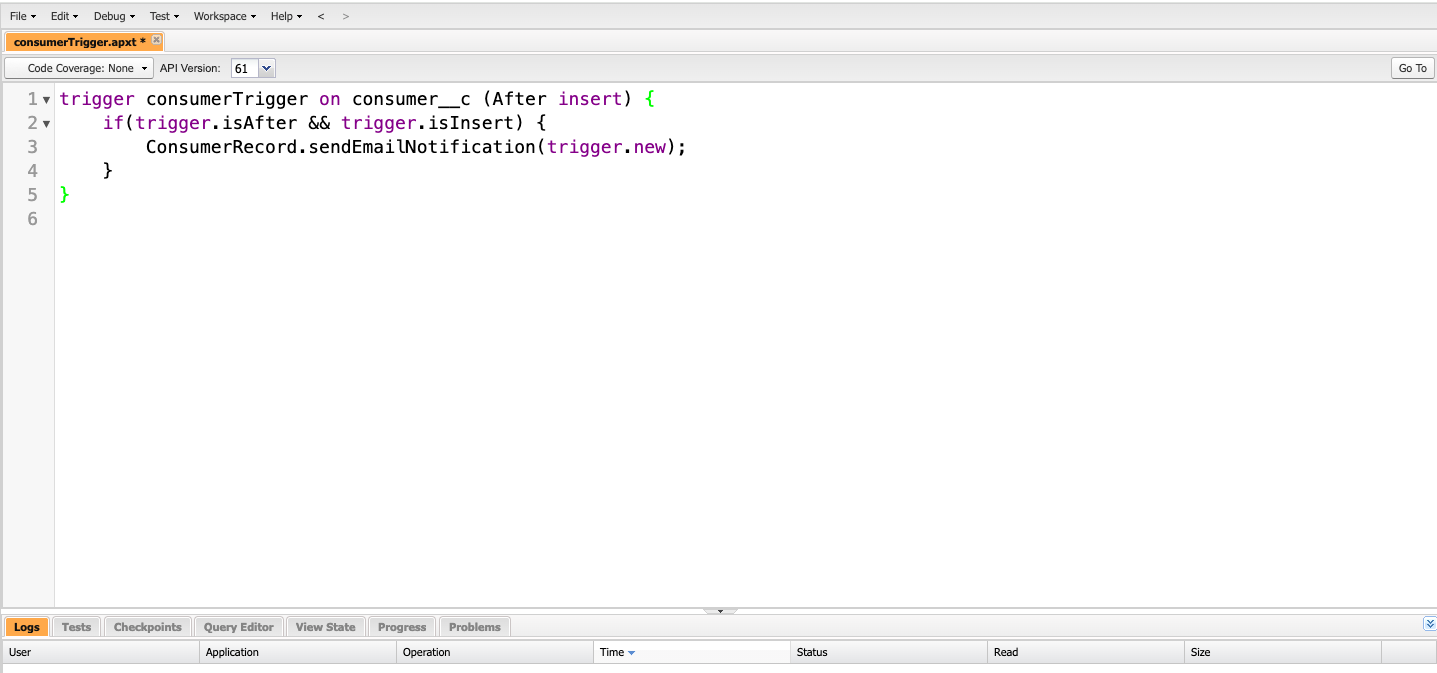 File Edit Debug Test Workspace Help < >
consumerTrigger.apxt *
Code Coverage: None API Version: 61 Go To
1 trigger consumerTrigger on consumer__c (After insert) {
2 if(trigger.isAfter && trigger.isInsert) {
3 ConsumerRecord.sendEmailNotification(trigger.new);
4 }
5 }
6
Logs Tests Checkpoints Query Editor View State Progress Problems
User Application Operation Time Status Read Size